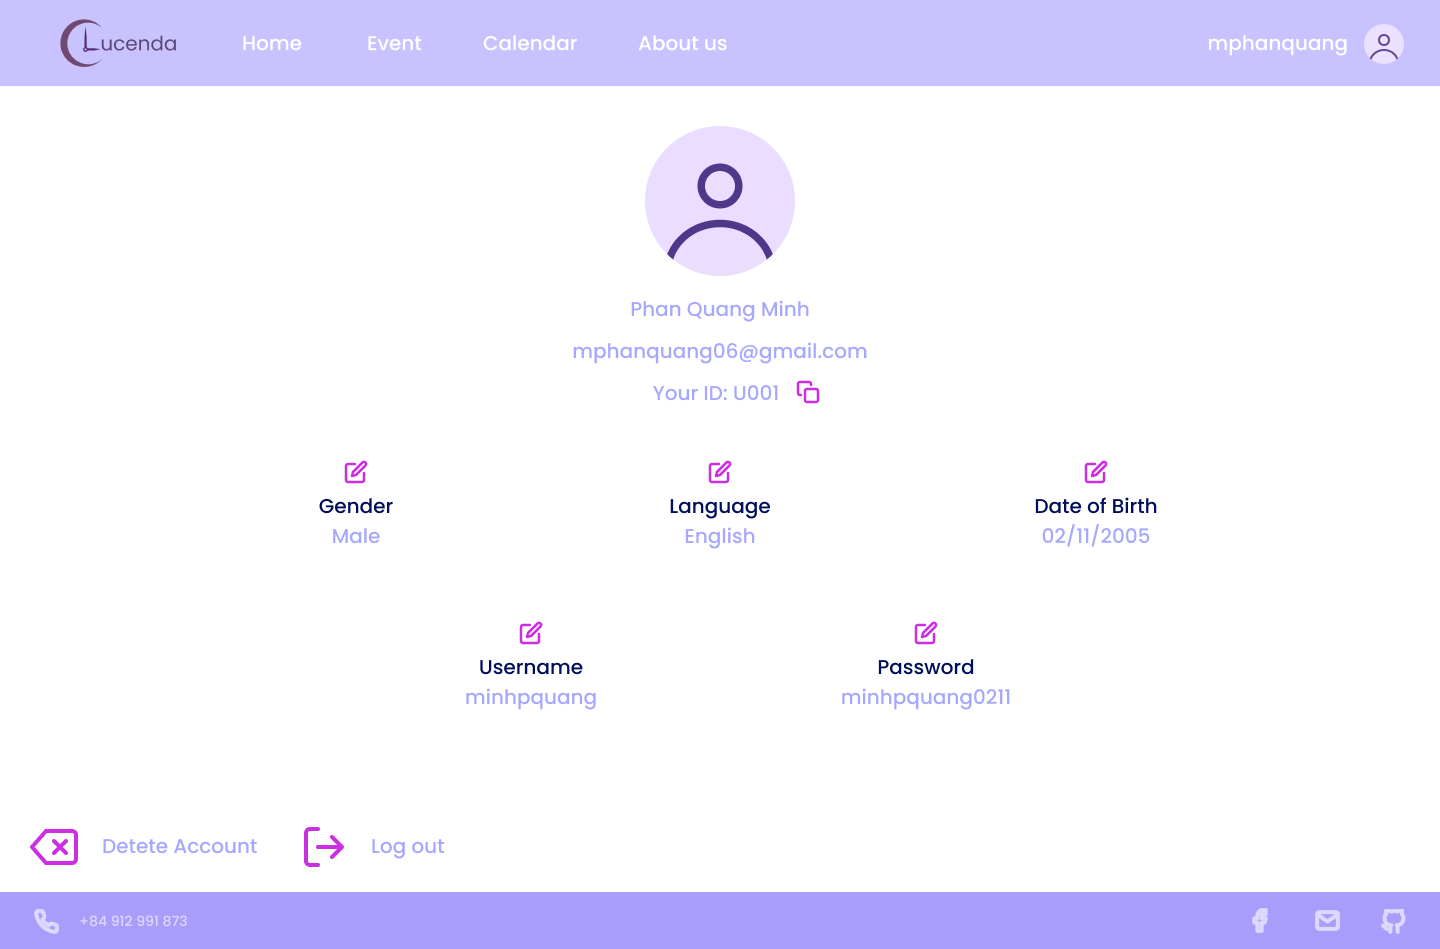 Lucenda Home Event Calendar About us mphanquang
Phan Quang Minh
mphanquang06@gmail.com
Your ID: U001
Gender Language Date of Birth
Male English 02/11/2005
Username Password
minhpquang minhpquang0211
Detete Account Log out
+84 912 991 873